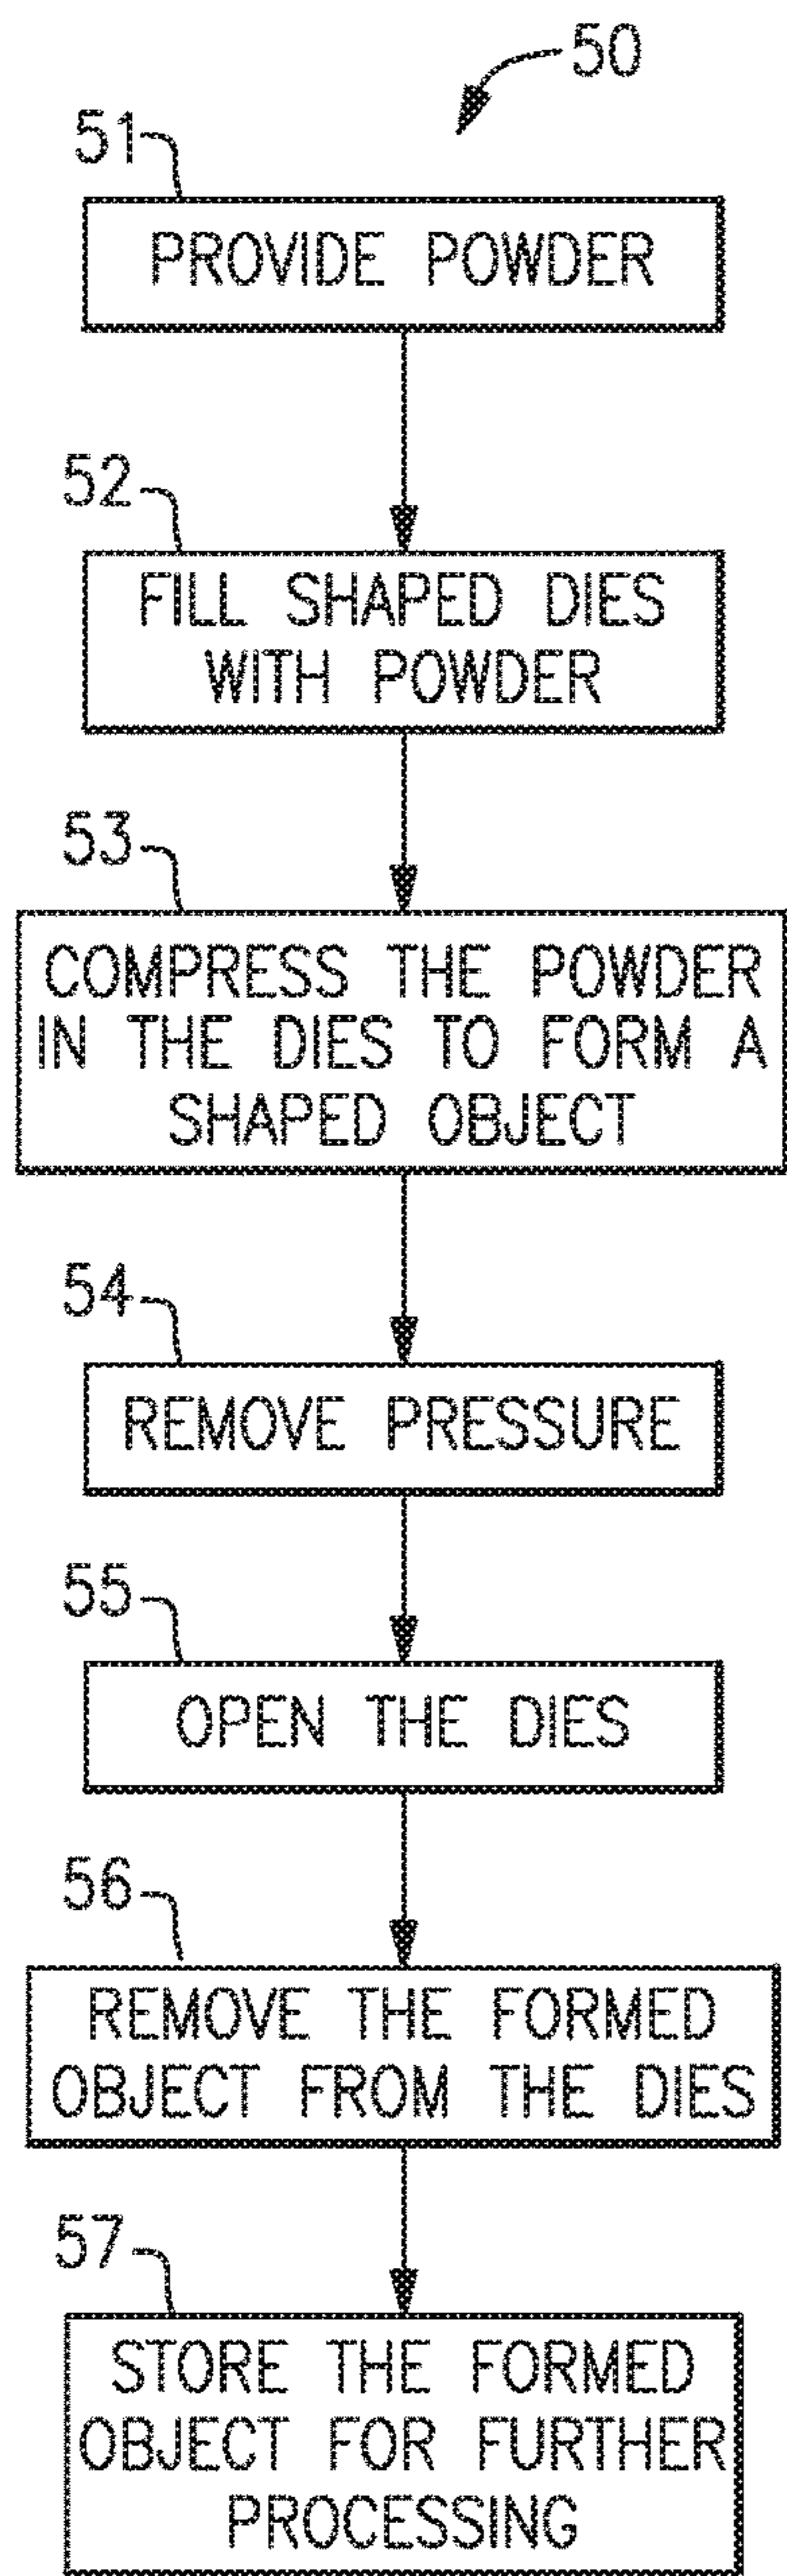 50
51
PROVIDE POWDER
52
FILL SHAPED DIES
WITH POWDER
53
COMPRESS THE POWDER
IN THE DIES TO FORM A
SHAPED OBJECT
54
REMOVE PRESSURE
55
OPEN THE DIES
56
REMOVE THE FORMED
OBJECT FROM THE DIES
57
STORE THE FORMED
OBJECT FOR FURTHER
PROCESSING